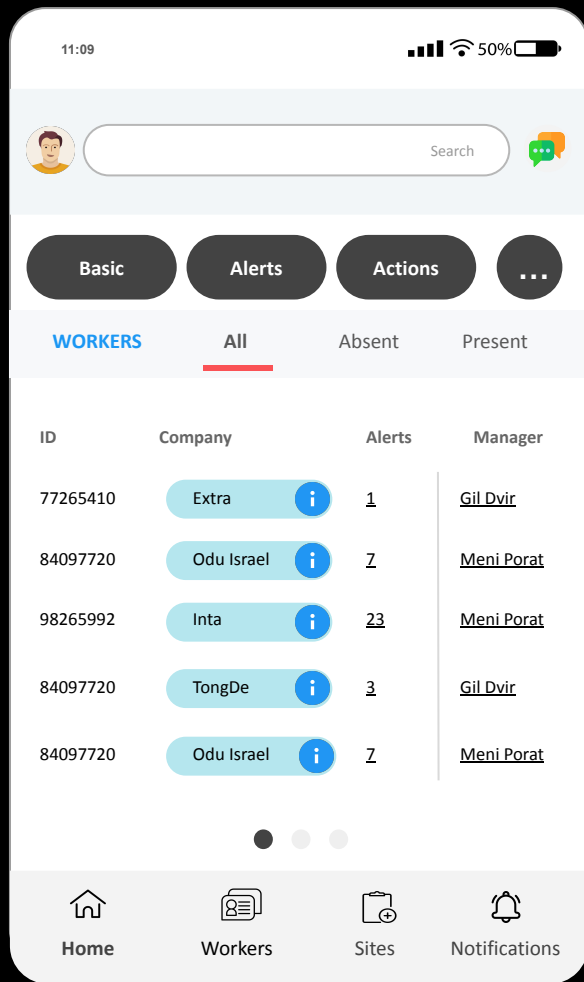 11:09 50%
Search
Basic Alerts Actions ...
WORKERS All Absent Present
ID Company Alerts Manager
77265410 Extra i 1 Gil Dvir
84097720 Odu Israel i 7 Meni Porat
98265992 Inta i 23 Meni Porat
84097720 TongDe i 3 Gil Dvir
84097720 Odu Israel i 7 Meni Porat
Home Workers Sites Notifications